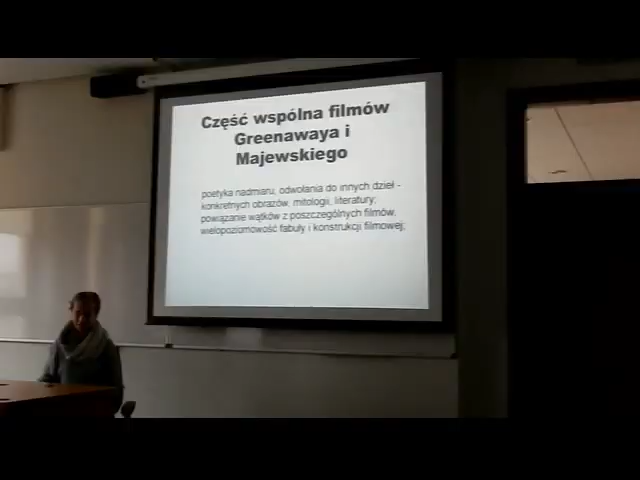 Część wspólna filmów
Greenawaya i
Majewskiego
poetyka nadmiaru, odwołania do innych dzieł -
konkretnych obrazów, mitologii, literatury;
powiązanie wątków z poszczególnych filmów,
wielopoziomowość fabuły i konstrukcji filmowej;